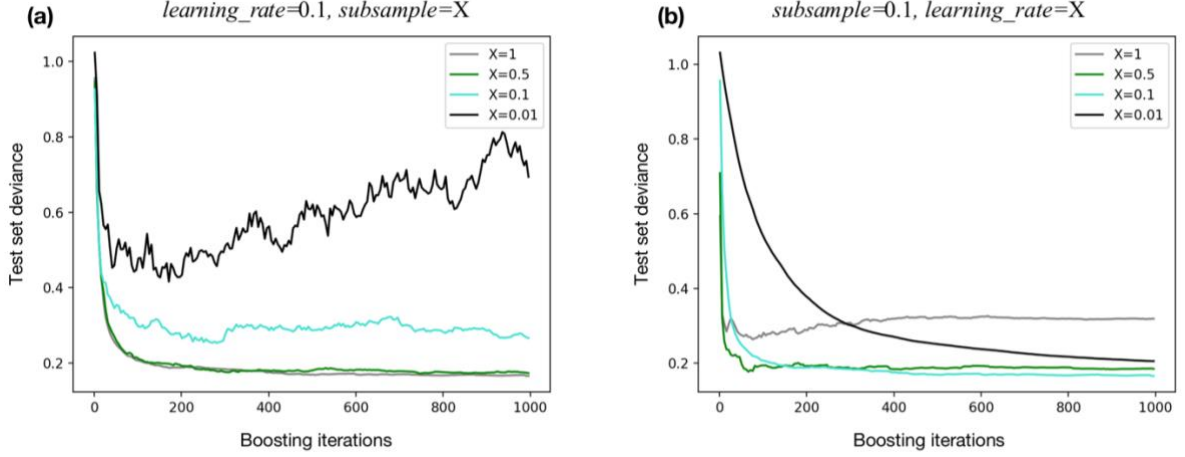 (a)
learning_rate=0.1, subsample=X
1.0
0.8
0.6
0.4
0.2
Test set deviance
X=1
X=0.5
X=0.1
X=0.01
0 200 400 600 800 1000
Boosting iterations
(b)
subsample=0.1, learning_rate=X
1.0
0.8
0.6
0.4
0.2
Test set deviance
X=1
X=0.5
X=0.1
X=0.01
0 200 400 600 800 1000
Boosting iterations